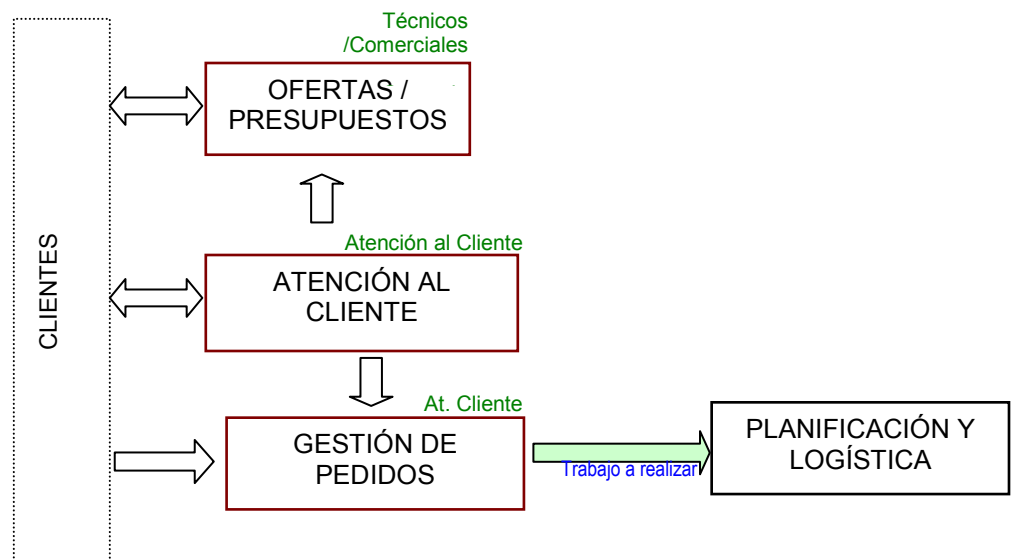 Técnicos
/Comerciales
OFERTAS /
PRESUPUESTOS
CLIENTES
Atención al Cliente
ATENCIÓN AL
CLIENTE
At. Cliente
GESTIÓN DE
PEDIDOS
Trabajo a realizar
PLANIFICACIÓN Y
LOGÍSTICA